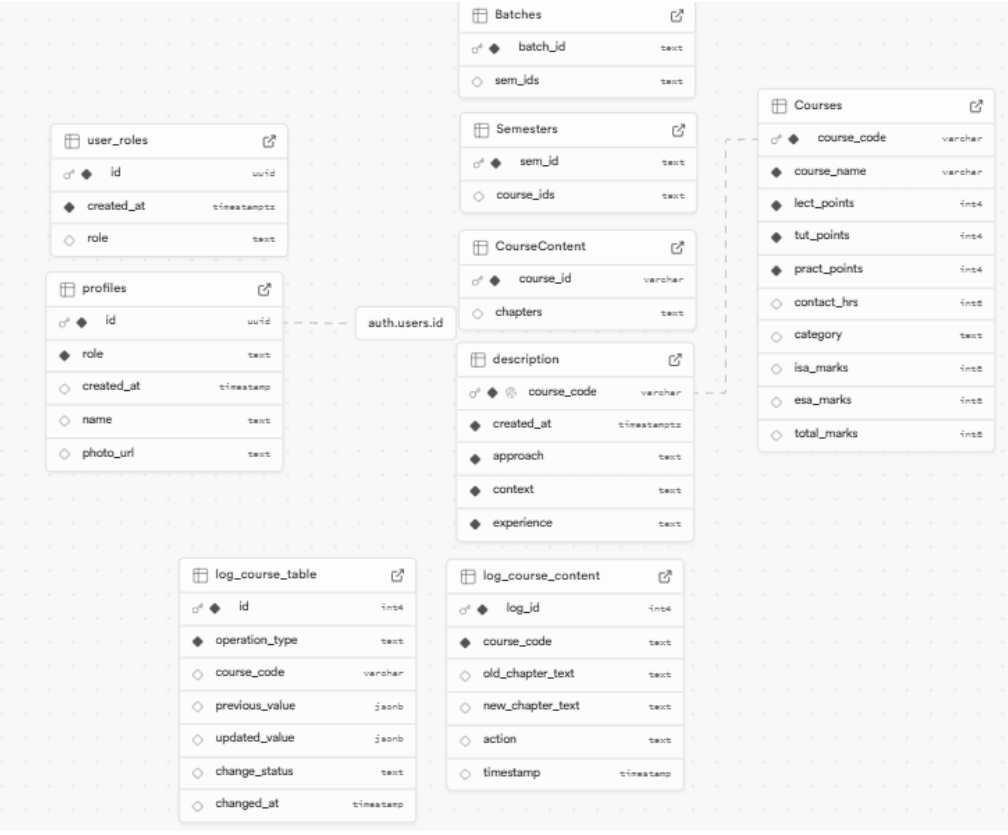 Batches
batch_id text
sem_ids text
Semesters
sem_id text
course_ids text
CourseContent
course_id varchar
chapters text
description
course_code varchar
created_at timestamptz
approach text
context text
experience text
Courses
course_code varchar
course_name varchar
lect_points int4
tut_points int4
pract_points int4
contact_hrs int8
category text
isa_marks int8
esa_marks int8
total_marks int8
user_roles
id uuid
created_at timestamptz
role text
profiles
id uuid
role text
created_at timestamp
name text
photo_url text
auth.users.id
log_course_table
id int4
operation_type text
course_code varchar
previous_value jsonb
updated_value jsonb
change_status text
changed_at timestamp
log_course_content
log_id int4
course_code text
old_chapter_text text
new_chapter_text text
action text
timestamp timestamp